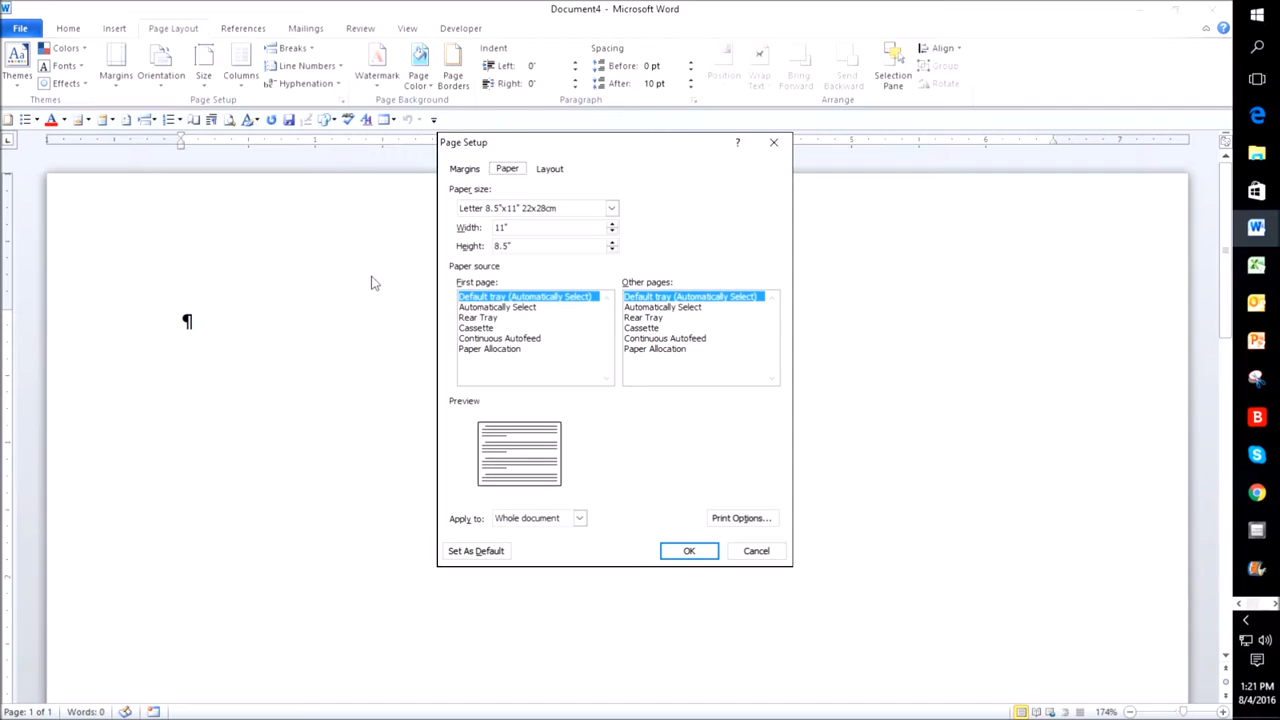 Document4 - Microsoft Word
File Home Insert Page Layout References Mailings Review View Developer
Themes
Colors
Fonts
Effects
Themes
Margins Orientation Size Columns
Breaks
Line Numbers
Hyphenation
Page Setup
Watermark Page Color Page Borders
Page Background
Indent
Left: 0"
Right: 0"
Spacing
Before: 0 pt
After: 10 pt
Paragraph
Position Wrap Text Bring Forward Send Backward Selection Pane
Align
Group
Rotate
Arrange
1 5 6 7
Page Setup ?
Margins Paper Layout
Paper size:
Letter 8.5"x11" 22x28cm
Width: 11"
Height: 8.5"
Paper source
First page: Other pages:
Default tray (Automatically Select) Default tray (Automatically Select)
Automatically Select Automatically Select
Rear Tray Rear Tray
Cassette Cassette
Continuous Autofeed Continuous Autofeed
Paper Allocation Paper Allocation
¶
Preview
Apply to: Whole document Print Options...
Set As Default OK Cancel
Page: 1 of 1 Words: 0 174%
1:21 PM
8/4/2016